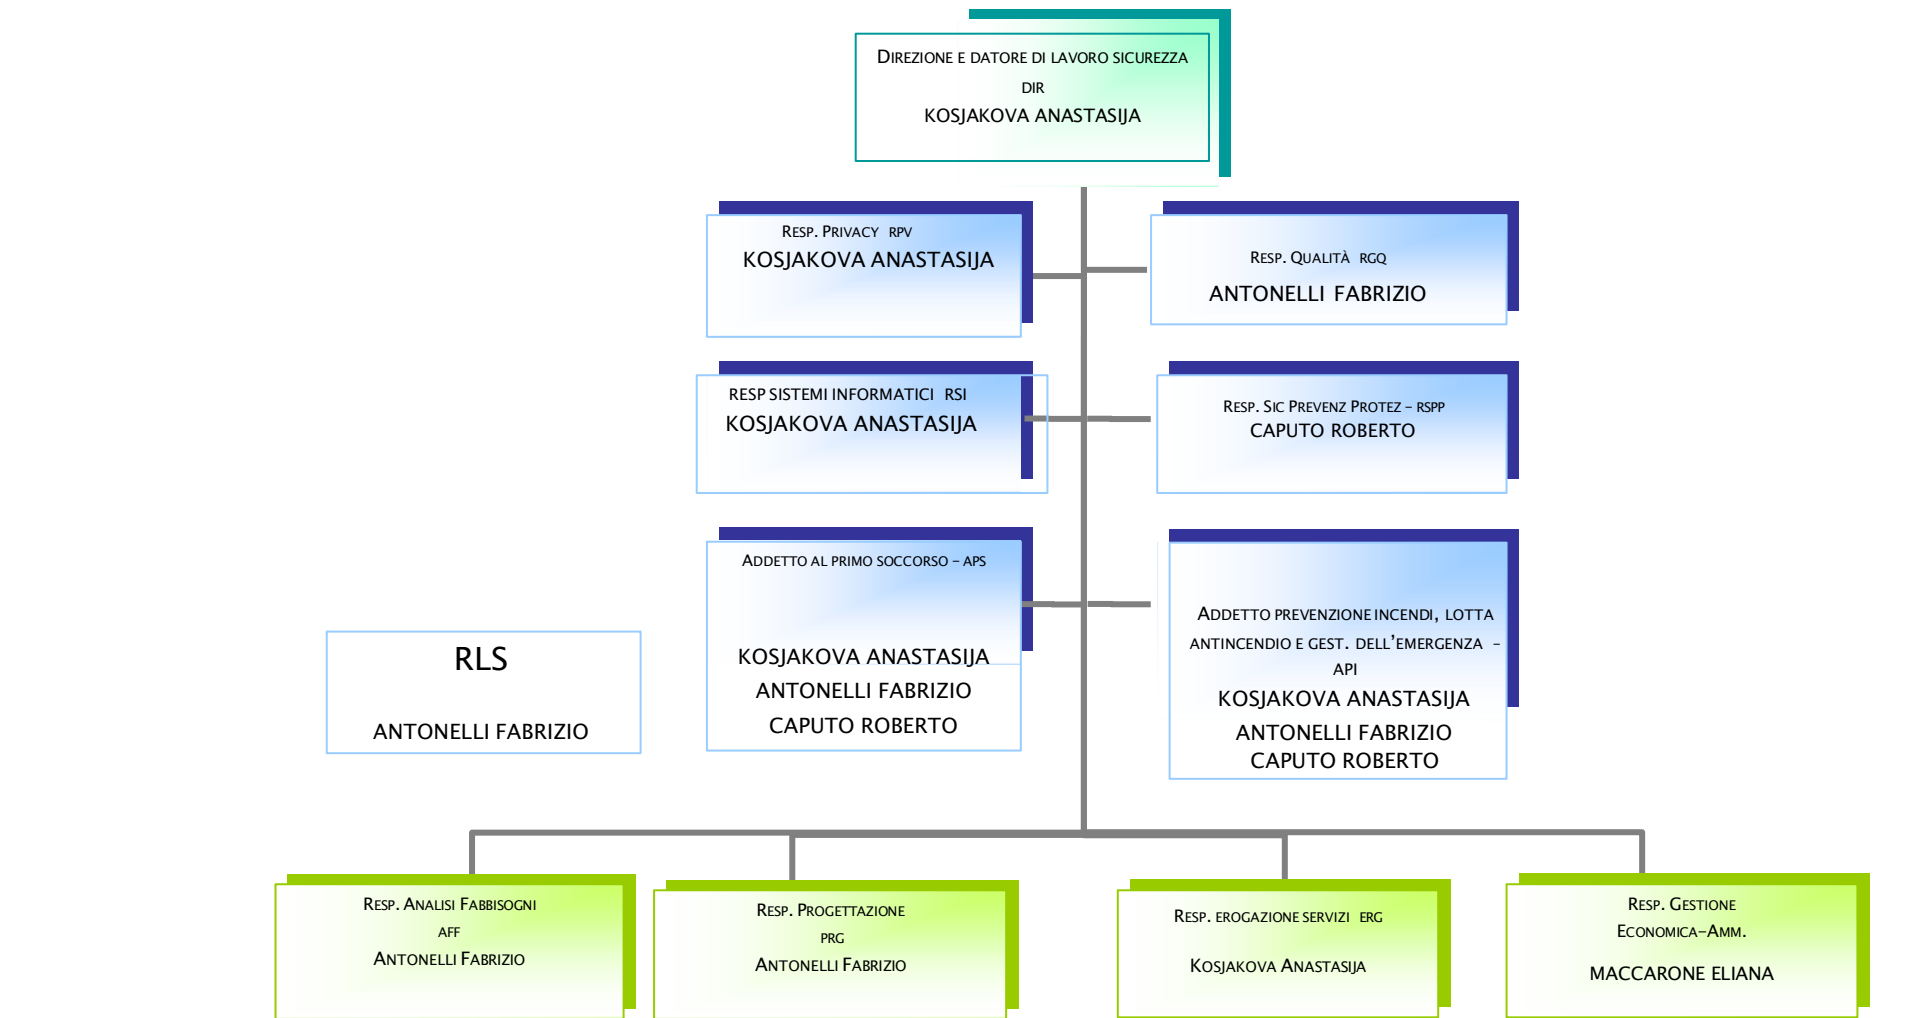 Direzione e datore di lavoro sicurezza
DIR
KOSJAKOVA ANASTASIJA
Resp. Privacy RPV
KOSJAKOVA ANASTASIJA
Resp. Qualità RGQ
ANTONELLI FABRIZIO
RESP SISTEMI INFORMATICI RSI
KOSJAKOVA ANASTASIJA
Resp. Sic Prevenz Protez – RSPP
CAPUTO ROBERTO
Addetto al primo soccorso – APS
KOSJAKOVA ANASTASIJA
ANTONELLI FABRIZIO
CAPUTO ROBERTO
Addetto prevenzione incendi, lotta
antincendio e gest. dell’emergenza –
API
KOSJAKOVA ANASTASIJA
ANTONELLI FABRIZIO
CAPUTO ROBERTO
RLS
ANTONELLI FABRIZIO
Resp. Analisi Fabbisogni
AFF
Antonelli Fabrizio
Resp. Progettazione
PRG
Antonelli Fabrizio
Resp. erogazione servizi ERG
Kosjakova Anastasija
Resp. Gestione
Economica–Amm.
MACCARONE ELIANA